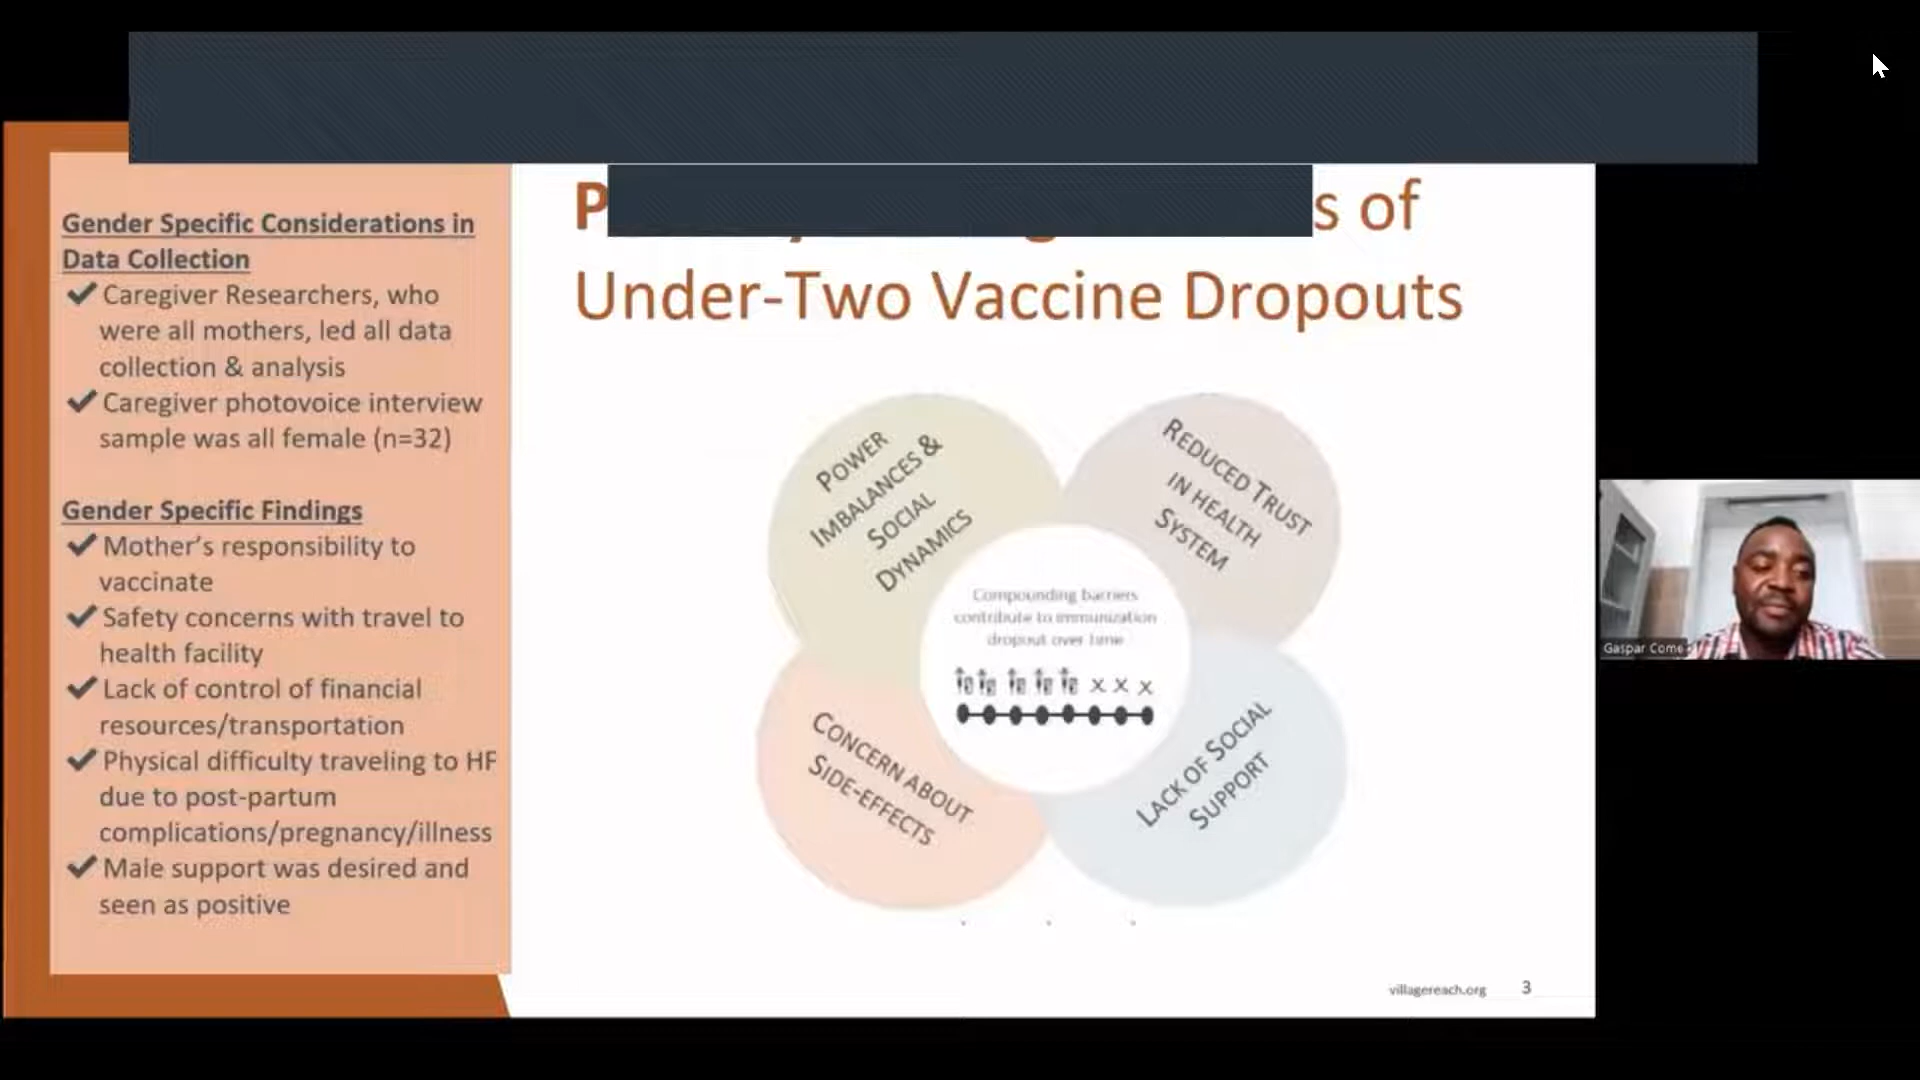 Gender Specific Considerations in
Data Collection
✔ Caregiver Researchers, who
were all mothers, led all data
collection & analysis
✔ Caregiver photovoice interview
sample was all female (n=32)
Gender Specific Findings
✔ Mother's responsibility to
vaccinate
✔ Safety concerns with travel to
health facility
✔ Lack of control of financial
resources/transportation
✔ Physical difficulty traveling to HF
due to post-partum
complications/pregnancy/illness
✔ Male support was desired and
seen as positive
of
Under-Two Vaccine Dropouts
POWER
IMBALANCES &
SOCIAL
DYNAMICS
REDUCED TRUST
IN HEALTH
SYSTEM
Compounding barriers
contribute to immunization
dropout over time
x x x
CONCERN ABOUT
SIDE-EFFECTS
LACK OF SOCIAL
SUPPORT
villagereach.org
3
Gaspar Come